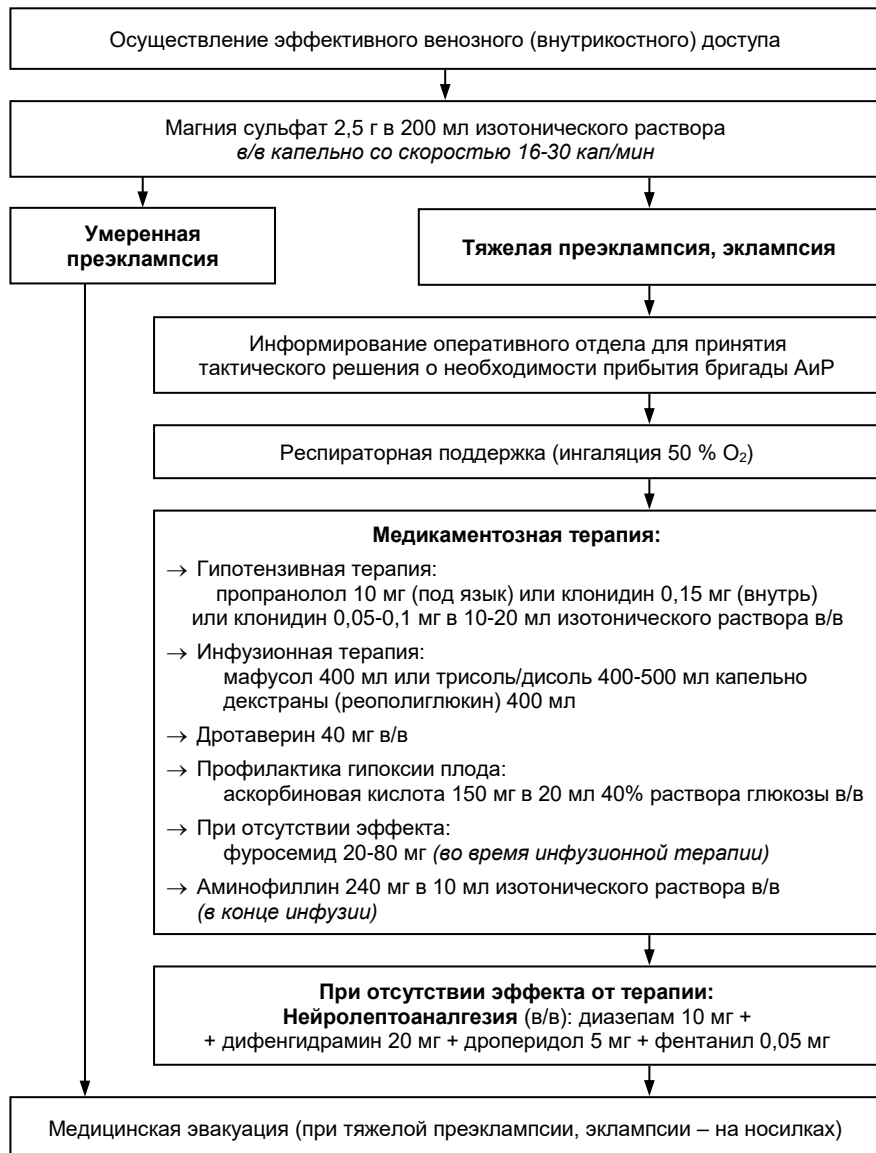 Осуществление эффективного венозного (внутрикостного) доступа
Магния сульфат 2,5 г в 200 мл изотонического раствора
в/в капельно со скоростью 16-30 кап/мин
Умеренная
преэклампсия
Тяжелая преэклампсия, эклампсия
Информирование оперативного отдела для принятия
тактического решения о необходимости прибытия бригады АиР
Респираторная поддержка (ингаляция 50 % O₂)
Медикаментозная терапия:
→ Гипотензивная терапия:
пропранолол 10 мг (под язык) или клонидин 0,15 мг (внутрь)
или клонидин 0,05-0,1 мг в 10-20 мл изотонического раствора в/в
→ Инфузионная терапия:
мафусол 400 мл или трисоль/дисоль 400-500 мл капельно
декстраны (реополиглюкин) 400 мл
→ Дротаверин 40 мг в/в
→ Профилактика гипоксии плода:
аскорбиновая кислота 150 мг в 20 мл 40% раствора глюкозы в/в
→ При отсутствии эффекта:
фуросемид 20-80 мг (во время инфузионной терапии)
→ Аминофиллин 240 мг в 10 мл изотонического раствора в/в
(в конце инфузии)
При отсутствии эффекта от терапии:
Нейролептоаналгезия (в/в): диазепам 10 мг +
+ дифенгидрамин 20 мг + дроперидол 5 мг + фентанил 0,05 мг
Медицинская эвакуация (при тяжелой преэклампсии, эклампсии – на носилках)